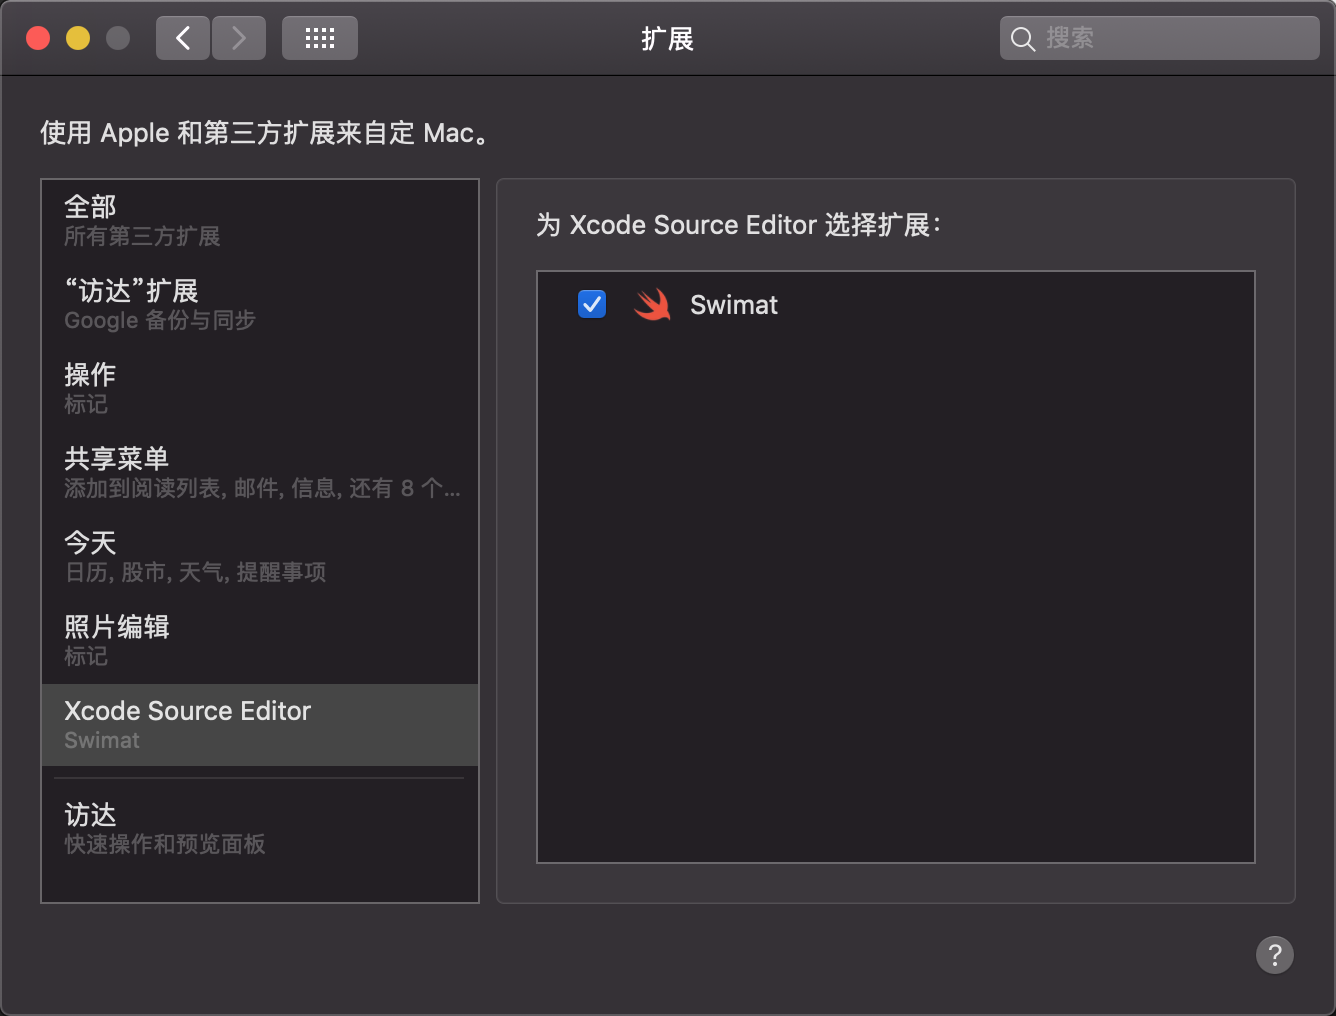 扩展
搜索
使用 Apple 和第三方扩展来自定 Mac。
全部
所有第三方扩展
“访达”扩展
Google 备份与同步
操作
标记
共享菜单
添加到阅读列表, 邮件, 信息, 还有 8 个...
今天
日历, 股市, 天气, 提醒事项
照片编辑
标记
Xcode Source Editor
Swimat
访达
快速操作和预览面板
为 Xcode Source Editor 选择扩展：
Swimat
?